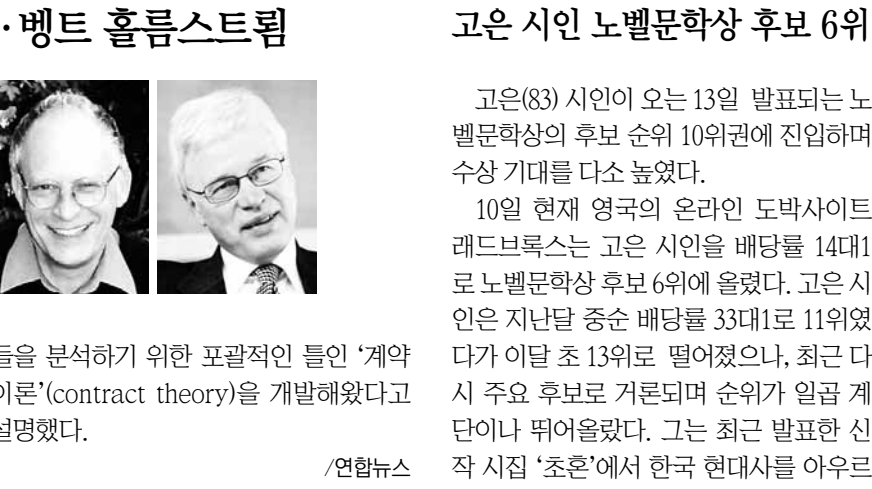 ·벵트 홀름스트룀
들을 분석하기 위한 포괄적인 틀인 ‘계약
이론’(contract theory)을 개발해왔다고
설명했다.
/연합뉴스
고은 시인 노벨문학상 후보 6위
고은(83) 시인이 오는 13일 발표되는 노
벨문학상의 후보 순위 10위권에 진입하며
수상 기대를 다소 높였다.
10일 현재 영국의 온라인 도박사이트
래드브록스는 고은 시인을 배당률 14대1
로 노벨문학상 후보 6위에 올렸다. 고은 시
인은 지난달 중순 배당률 33대1로 11위였
다가 이달 초 13위로 떨어졌으나, 최근 다
시 주요 후보로 거론되며 순위가 일곱 계
단이나 뛰어올랐다. 그는 최근 발표한 신
작 시집 ‘초혼’에서 한국 현대사를 아우르